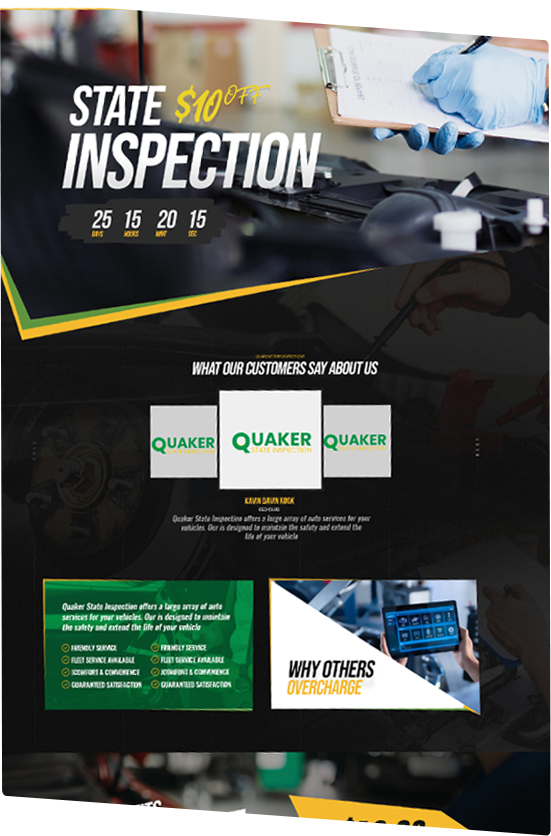 STATE $10 OFF
INSPECTION
25 15 20 15
DAYS HOURS MINT SEC
WHAT OUR CUSTOMERS SAY ABOUT US
QUAKER QUAKER QUAKER
STATE INSPECTION STATE INSPECTION STATE INSPECTION
Quaker State Inspection offers a large array of auto services for your
vehicles. Our is designed to maintain the safety and extend the
life of your vehicle
Quaker State Inspection offers a large array of auto
services for your vehicles. Our is designed to maintain
the safety and extend the life of your vehicle
FRIENDLY SERVICE FRIENDLY SERVICE
FLEET SERVICE AVAILABLE FLEET SERVICE AVAILABLE
)COMFORT & CONVENIENCE )COMFORT & CONVENIENCE
GUARANTEED SATISFACTION GUARANTEED SATISFACTION
WHY OTHERS
OVERCHARGE